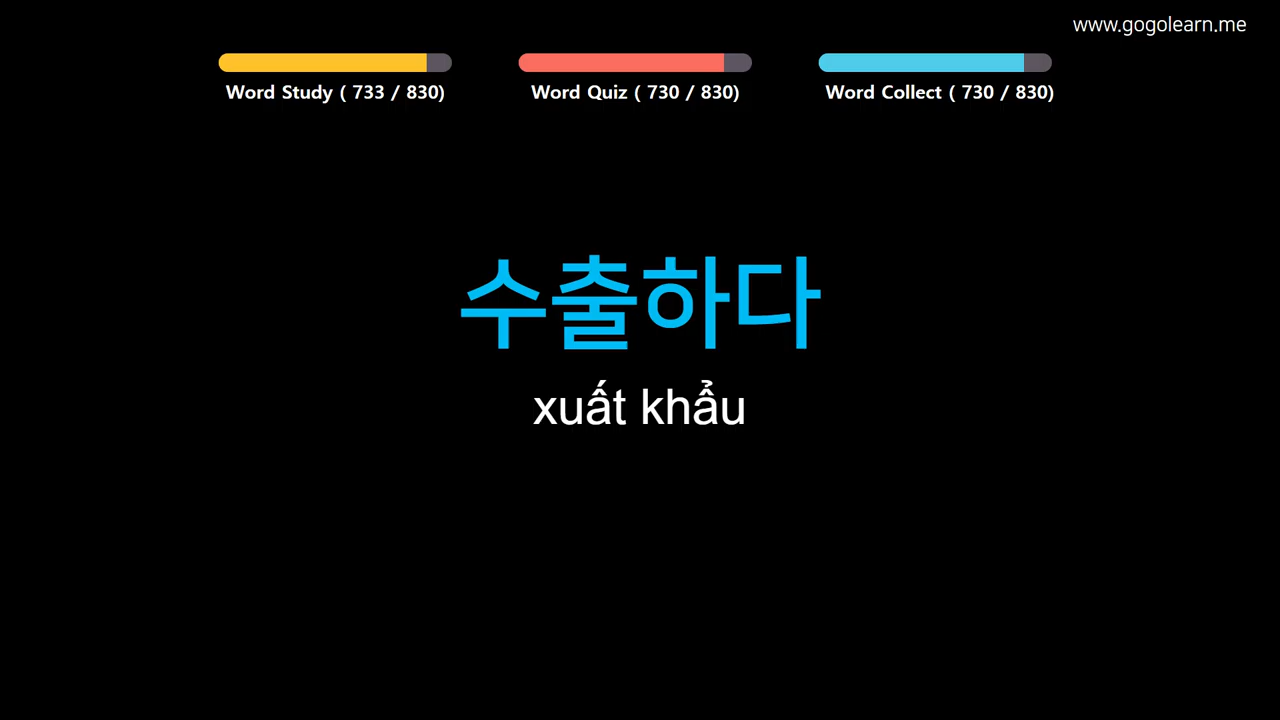 www.gogolearn.me
Word Study ( 733 / 830)
Word Quiz ( 730 / 830)
Word Collect ( 730 / 830)
수출하다
xuất khẩu